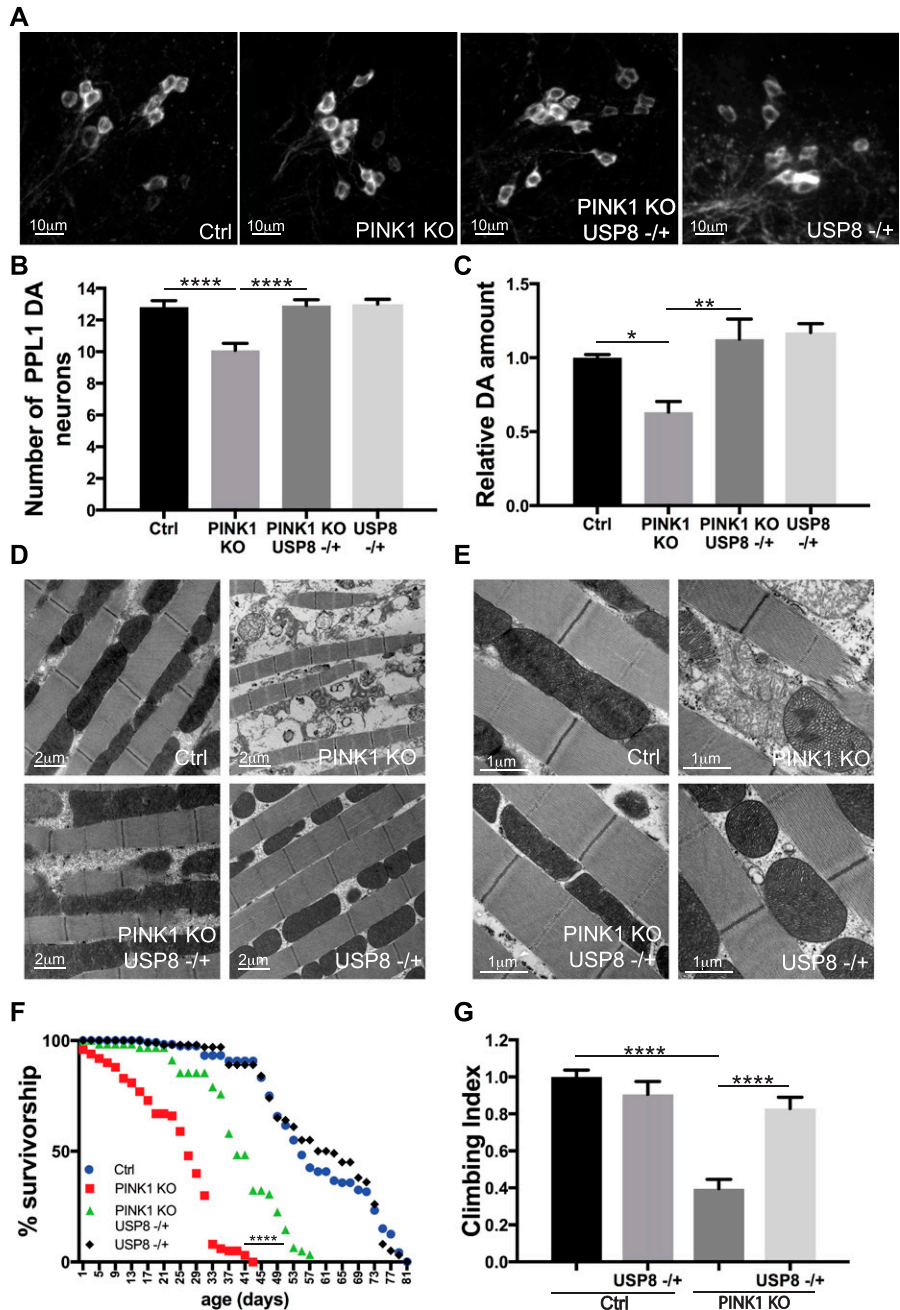 A
10µm
Ctrl
10µm
PINK1 KO
10µm
PINK1 KO
USP8 -/+
10µm
USP8 -/+
B
Number of PPL1 DA
neurons
14
12
10
8
6
4
2
0
****
****
Ctrl
PINK1
KO
PINK1 KO
USP8 -/+
USP8
-/+
C
Relative DA amount
1.5
1.0
0.5
0.0
*
**
Ctrl
PINK1
KO
PINK1 KO
USP8 -/+
USP8
-/+
D
2µm
Ctrl
2µm
PINK1 KO
2µm
PINK1 KO
USP8 -/+
2µm
USP8 -/+
E
1µm
Ctrl
1µm
PINK1 KO
1µm
PINK1 KO
USP8 -/+
1µm
USP8 -/+
F
% survivorship
100
50
0
Ctrl
PINK1 KO
PINK1 KO
USP8 -/+
USP8 -/+
****
1 5 9 13 17 21 25 29 33 37 41 45 49 53 57 61 65 69 73 77 81
age (days)
G
Climbing Index
1.2
1.0
0.8
0.6
0.4
0.2
0.0
****
****
USP8 -/+
USP8 -/+
Ctrl
PINK1 KO